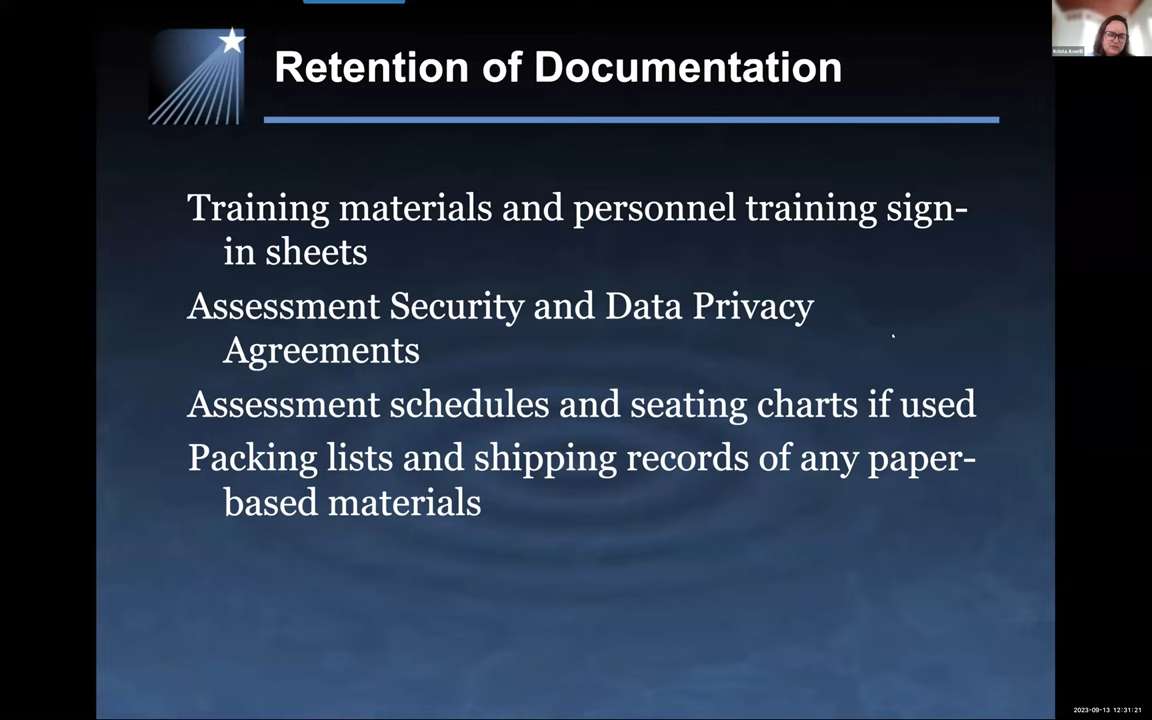 Retention of Documentation
Krista Averill
Training materials and personnel training sign-
in sheets
Assessment Security and Data Privacy
Agreements
Assessment schedules and seating charts if used
Packing lists and shipping records of any paper-
based materials
2023-09-13 12:31:21